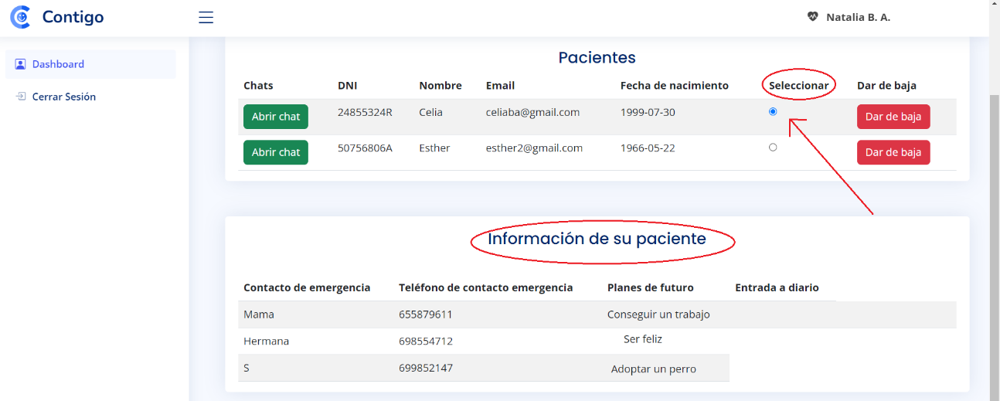 Contigo
Natalia B. A.
Dashboard
Cerrar Sesión
Pacientes
Chats DNI Nombre Email Fecha de nacimiento Seleccionar Dar de baja
Abrir chat 24855324R Celia celiaba@gmail.com 1999-07-30 Dar de baja
Abrir chat 50756806A Esther esther2@gmail.com 1966-05-22 Dar de baja
Información de su paciente
Contacto de emergencia Teléfono de contacto emergencia Planes de futuro Entrada a diario
Mama 655879611 Conseguir un trabajo
Hermana 698554712 Ser feliz
S 699852147 Adoptar un perro